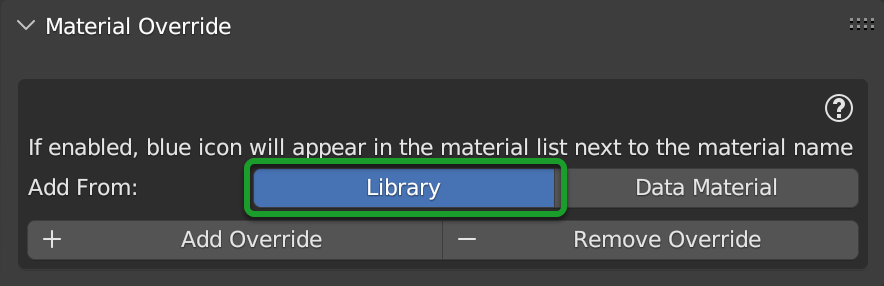 Material Override
?
If enabled, blue icon will appear in the material list next to the material name
Add From: Library Data Material
+ Add Override − Remove Override